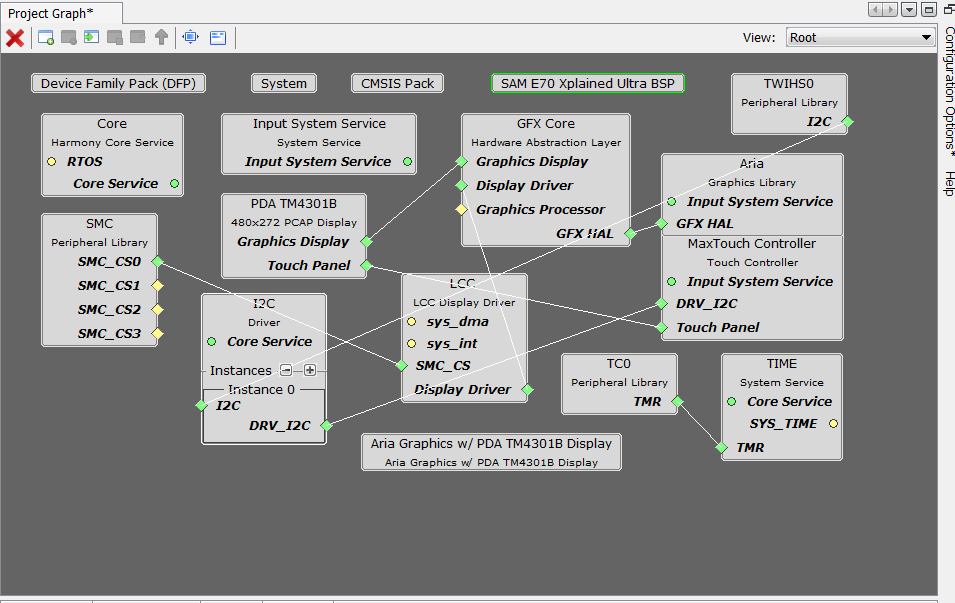 Project Graph*
View: Root
Configuration Options*
Help
Device Family Pack (DFP)
System
CMSIS Pack
SAM E70 Xplained Ultra BSP
TWIHS0
Peripheral Library
I2C
Core
Harmony Core Service
RTOS
Core Service
Input System Service
System Service
Input System Service
GFX Core
Hardware Abstraction Layer
Graphics Display
Display Driver
Graphics Processor
GFX HAL
Aria
Graphics Library
Input System Service
GFX HAL
MaxTouch Controller
Touch Controller
Input System Service
DRV_I2C
Touch Panel
PDA TM4301B
480x272 PCAP Display
Graphics Display
Touch Panel
SMC
Peripheral Library
SMC_CS0
SMC_CS1
SMC_CS2
SMC_CS3
I2C
Driver
Core Service
Instances
Instance 0
I2C
DRV_I2C
LCC
LCC Display Driver
sys_dma
sys_int
SMC_CS
Display Driver
TC0
Peripheral Library
TMR
TIME
System Service
Core Service
SYS_TIME
TMR
Aria Graphics w/ PDA TM4301B Display
Aria Graphics w/ PDA TM4301B Display